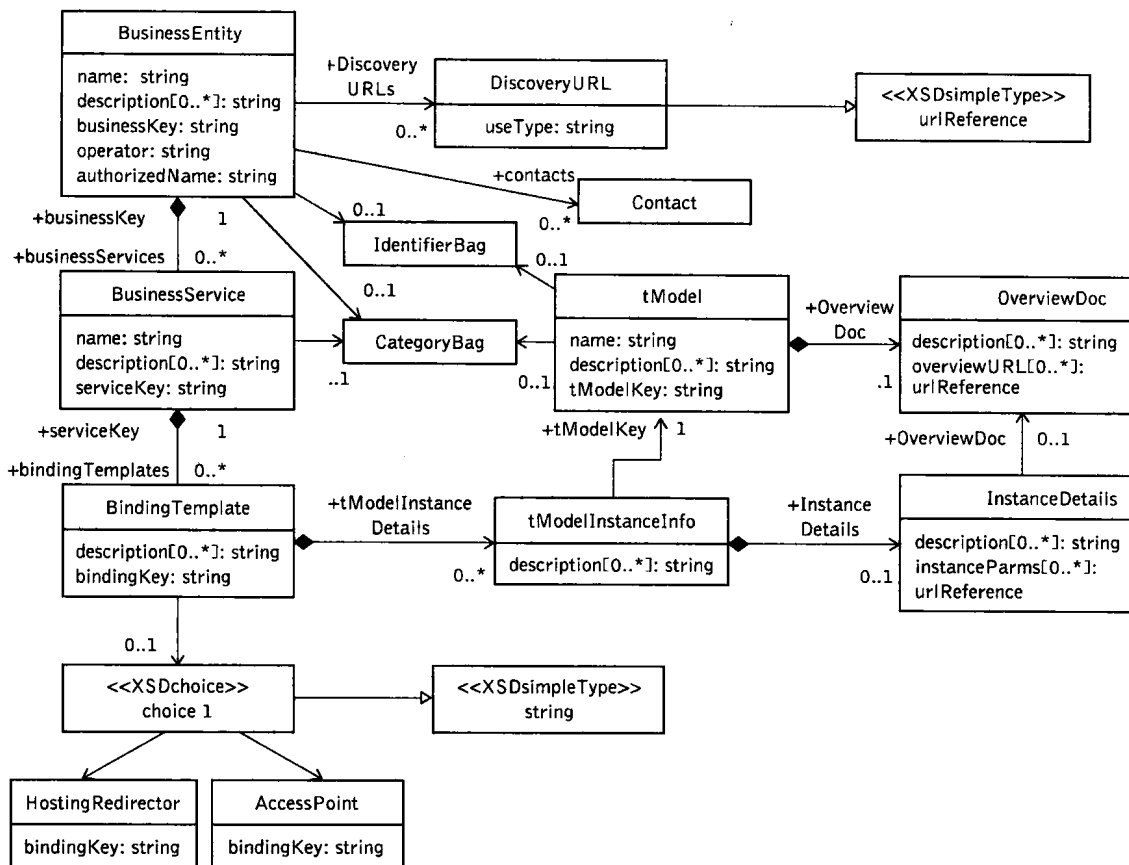 BusinessEntity
name: string
description[0..*]: string
businessKey: string
operator: string
authorizedName: string
+Discovery
URLs
0..*
DiscoveryURL
useType: string
<<XSDsimpleType>>
urlReference
+contacts
0..*
Contact
+businessKey
1
0..1
IdentifierBag
0..1
+businessServices
0..*
BusinessService
name: string
description[0..*]: string
serviceKey: string
0..1
CategoryBag
..1
0..1
tModel
name: string
description[0..*]: string
tModelKey: string
+Overview
Doc
.1
OverviewDoc
description[0..*]: string
overviewURL[0..*]:
urlReference
+serviceKey
1
+tModelKey
1
+OverviewDoc
0..1
+bindingTemplates
0..*
BindingTemplate
description[0..*]: string
bindingKey: string
+tModelInstance
Details
0..*
tModelInstanceInfo
description[0..*]: string
+Instance
Details
0..1
InstanceDetails
description[0..*]: string
instanceParms[0..*]:
urlReference
0..1
<<XSDchoice>>
choice 1
<<XSDsimpleType>>
string
HostingRedirector
bindingKey: string
AccessPoint
bindingKey: string